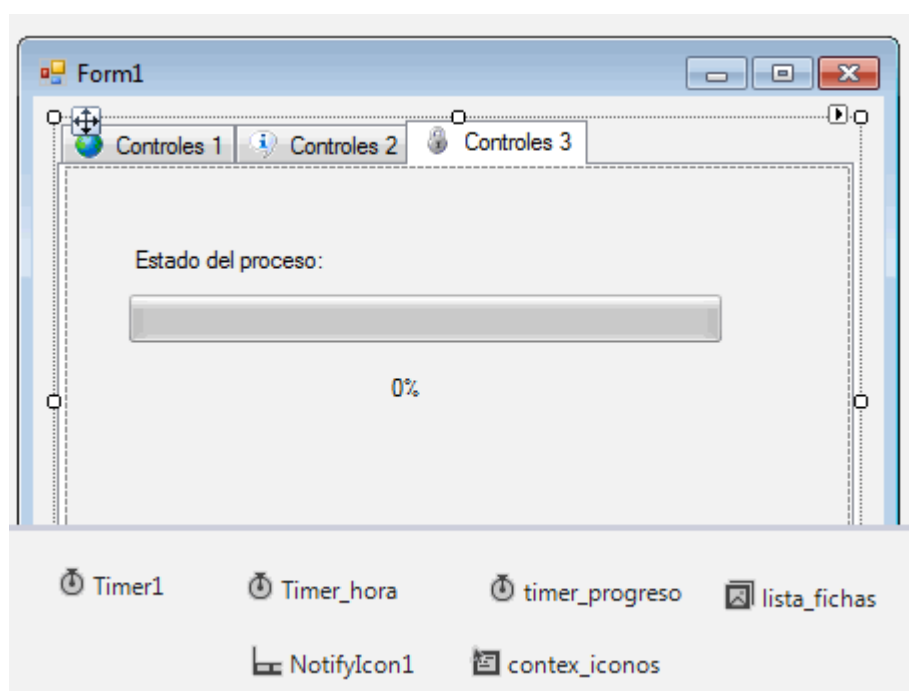 Form1
Controles 1 Controles 2 Controles 3
Estado del proceso:
0%
Timer1 Timer_hora timer_progreso lista_fichas
NotifyIcon1 contex_iconos